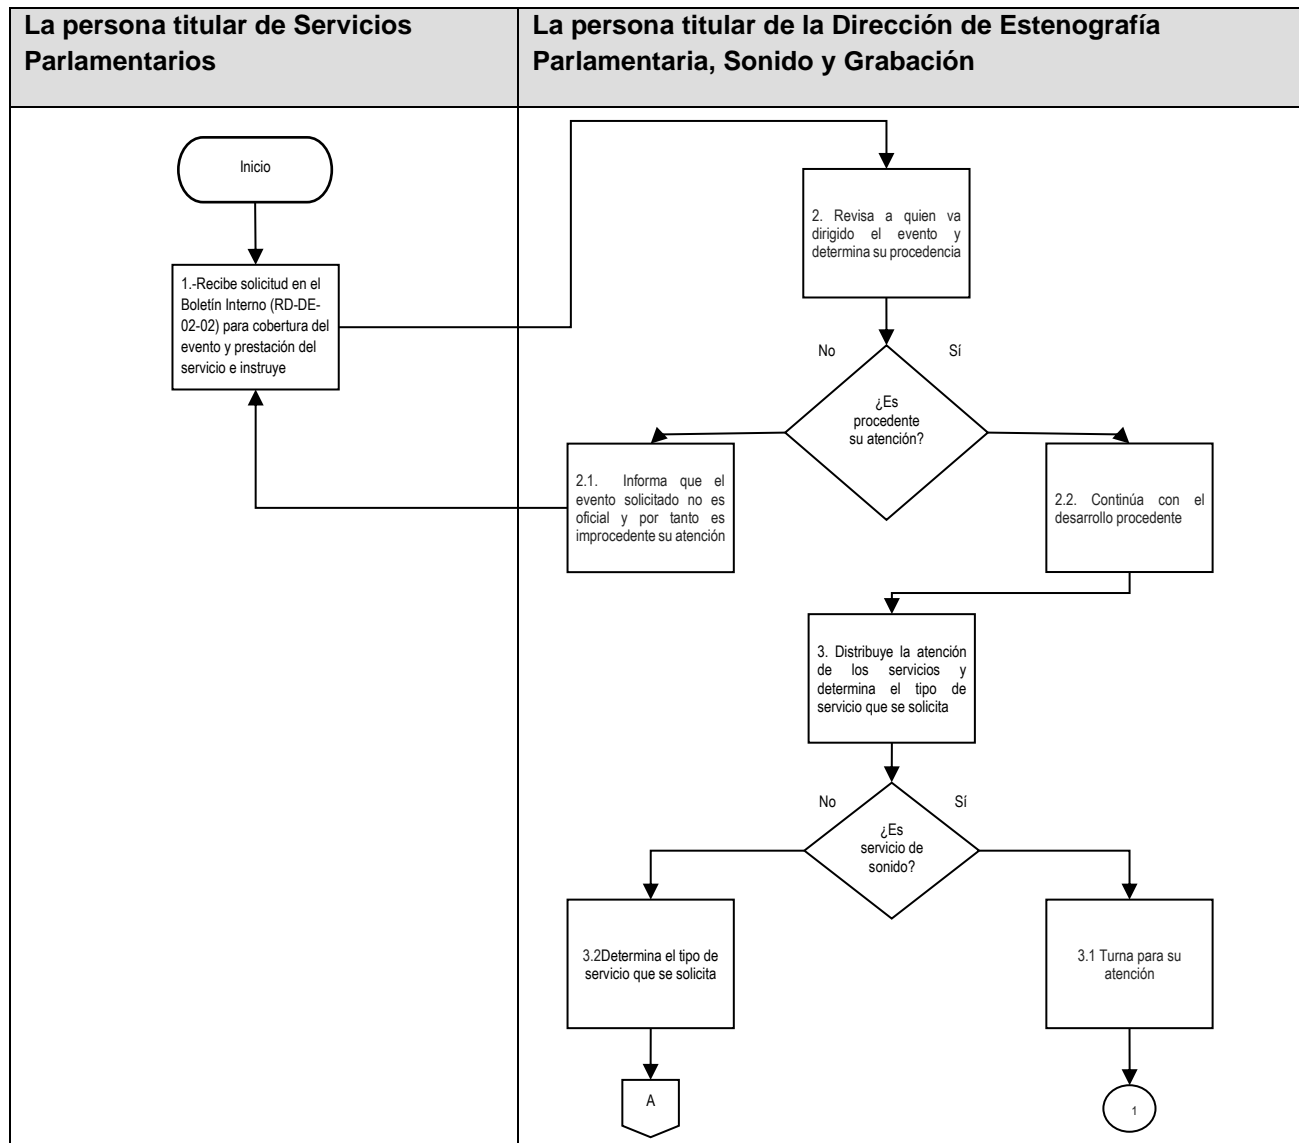 La persona titular de Servicios
Parlamentarios
La persona titular de la Dirección de Estenografía
Parlamentaria, Sonido y Grabación
Inicio
1.-Recibe solicitud en el
Boletín Interno (RD-DE-
02-02) para cobertura del
evento y prestación del
servicio e instruye
2. Revisa a quien va
dirigido el evento y
determina su procedencia
No
Sí
¿Es
procedente
su atención?
2.1. Informa que el
evento solicitado no es
oficial y por tanto es
improcedente su atención
2.2. Continúa con el
desarrollo procedente
3. Distribuye la atención
de los servicios y
determina el tipo de
servicio que se solicita
No
Sí
¿Es
servicio de
sonido?
3.2Determina el tipo de
servicio que se solicita
3.1 Turna para su
atención
A
1